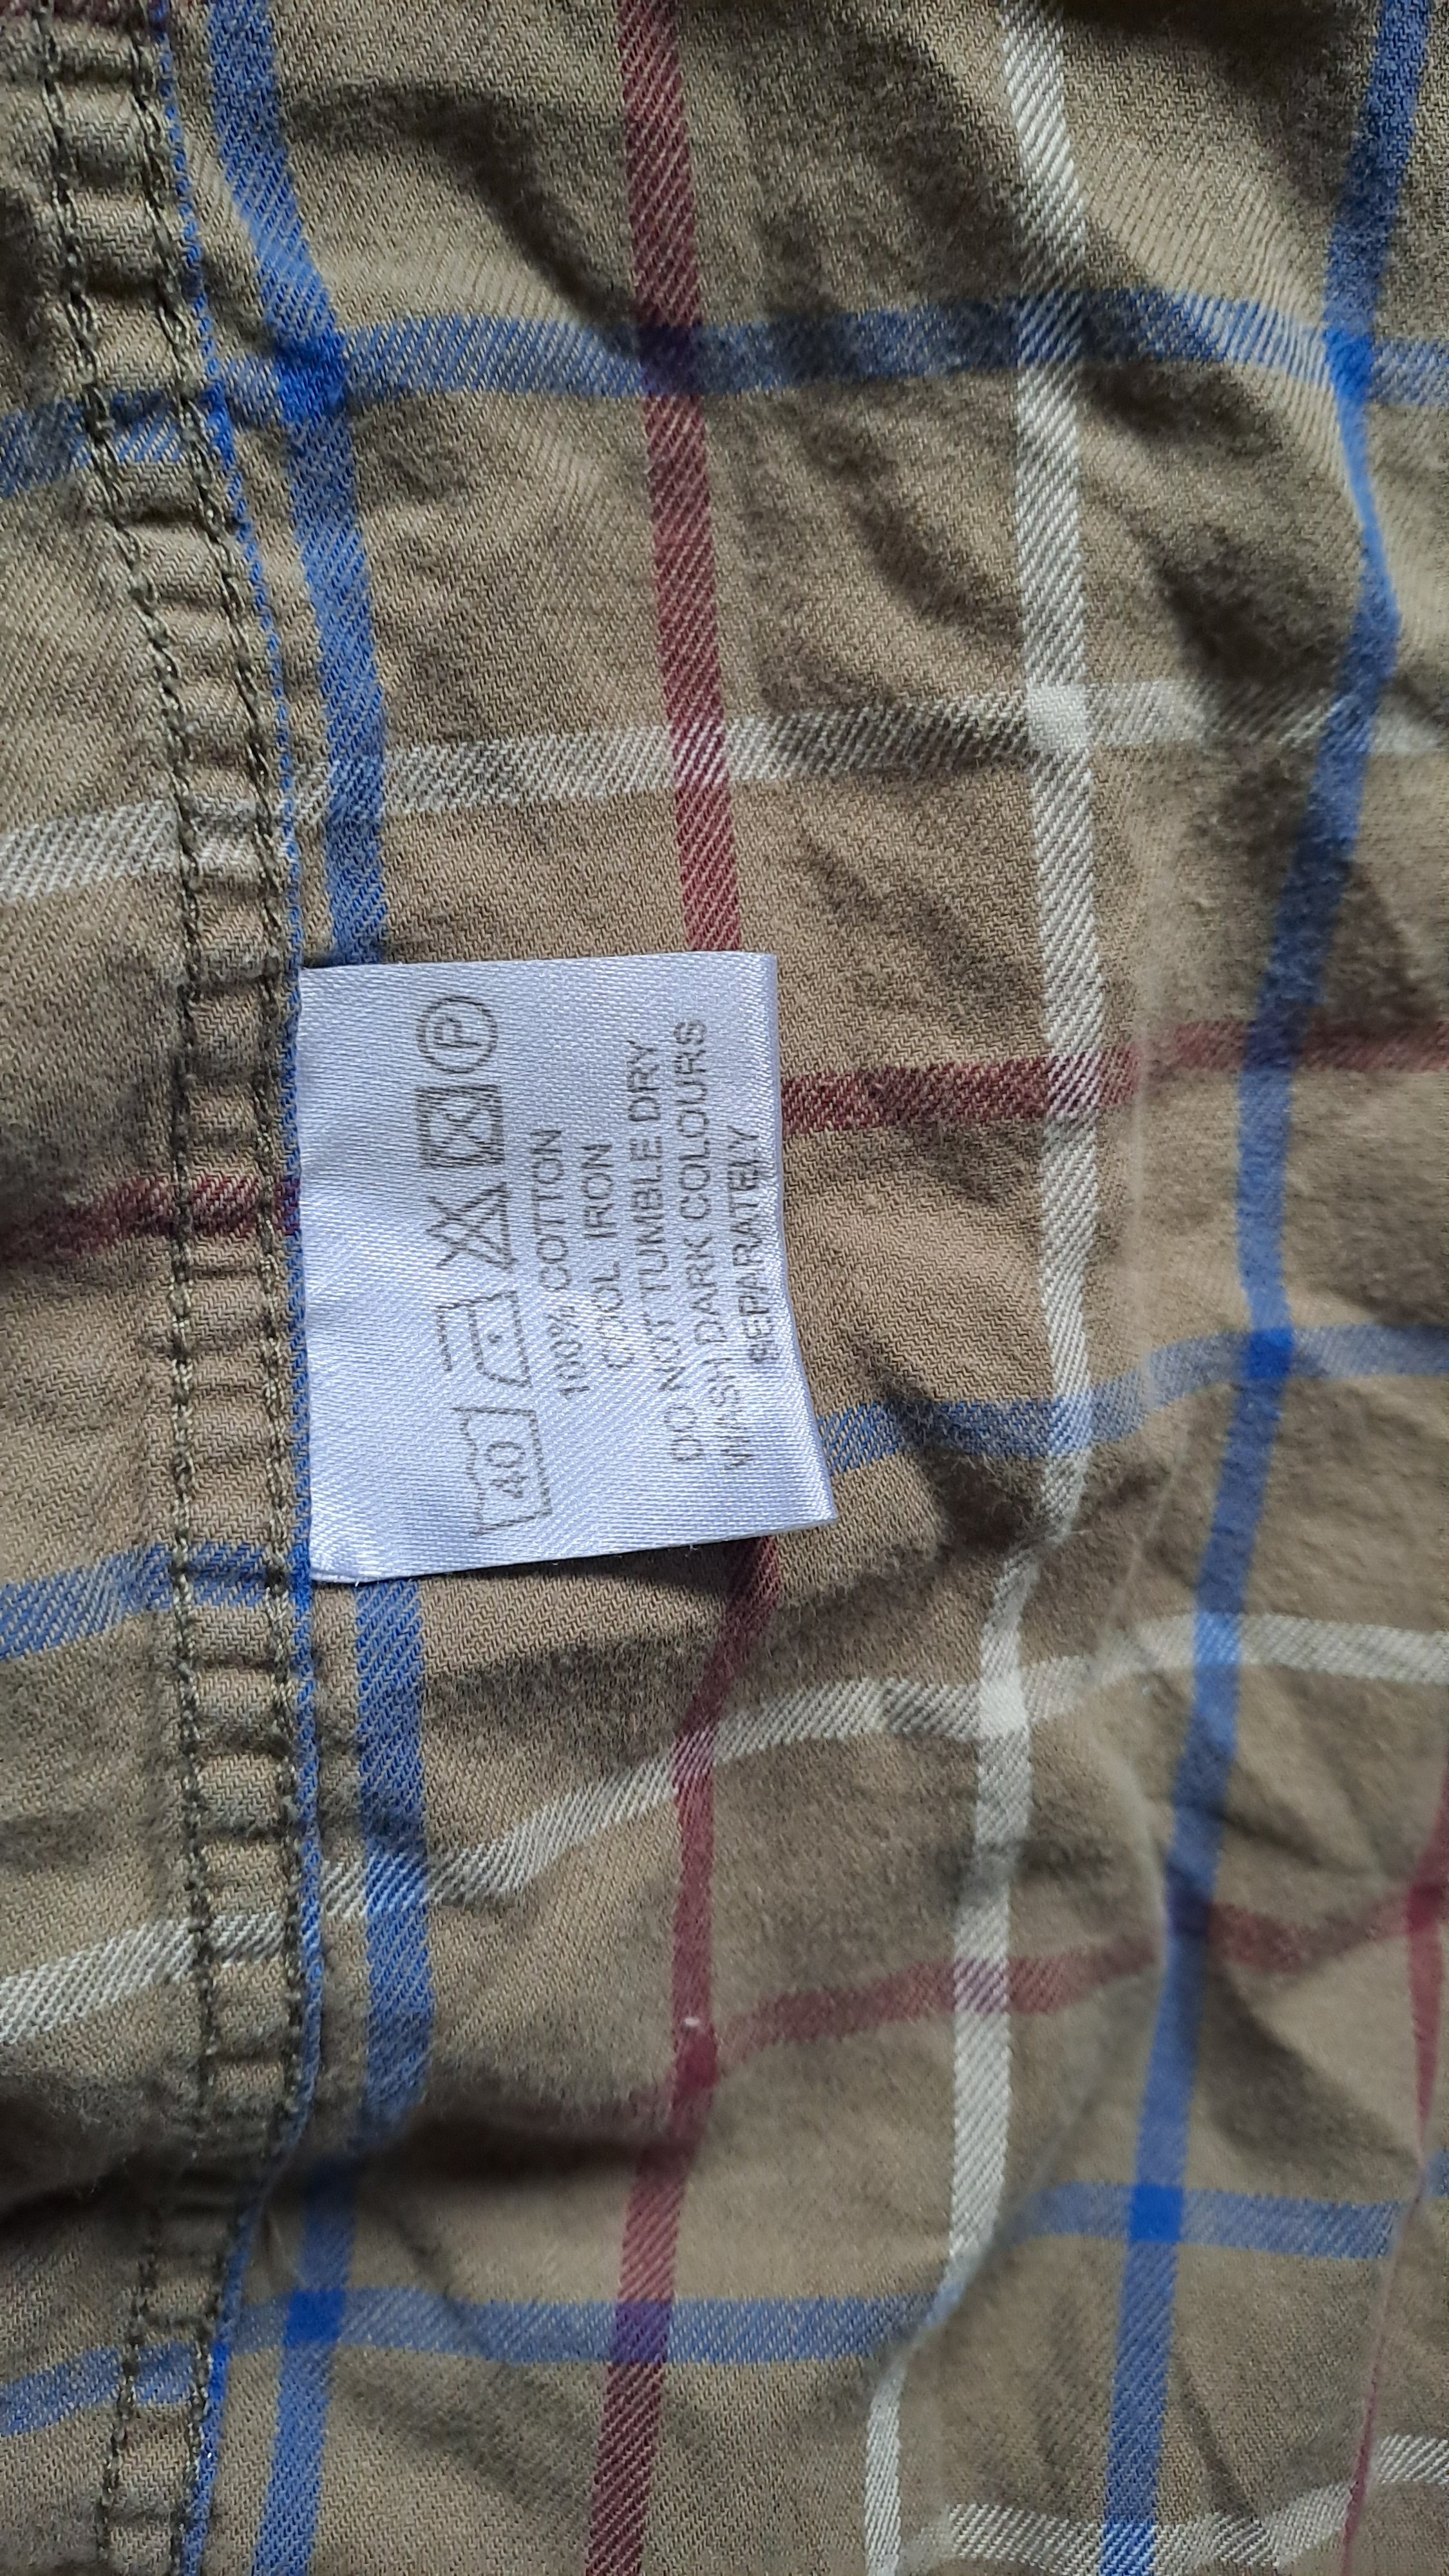 40 P
100% COTTON
COOL IRON
DO NOT TUMBLE DRY
WASH DARK COLOURS
SEPARATELY